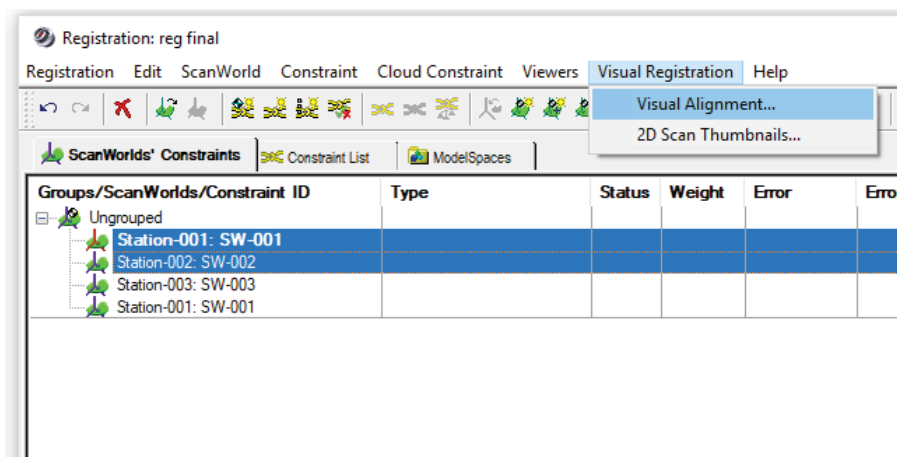 Registration: reg final
Registration Edit ScanWorld Constraint Cloud Constraint Viewers Visual Registration Help
Visual Alignment...
2D Scan Thumbnails...
ScanWorlds' Constraints Constraint List ModelSpaces
Groups/ScanWorlds/Constraint ID Type Status Weight Error Erro
Ungrouped
Station-001: SW-001
Station-002: SW-002
Station-003: SW-003
Station-001: SW-001